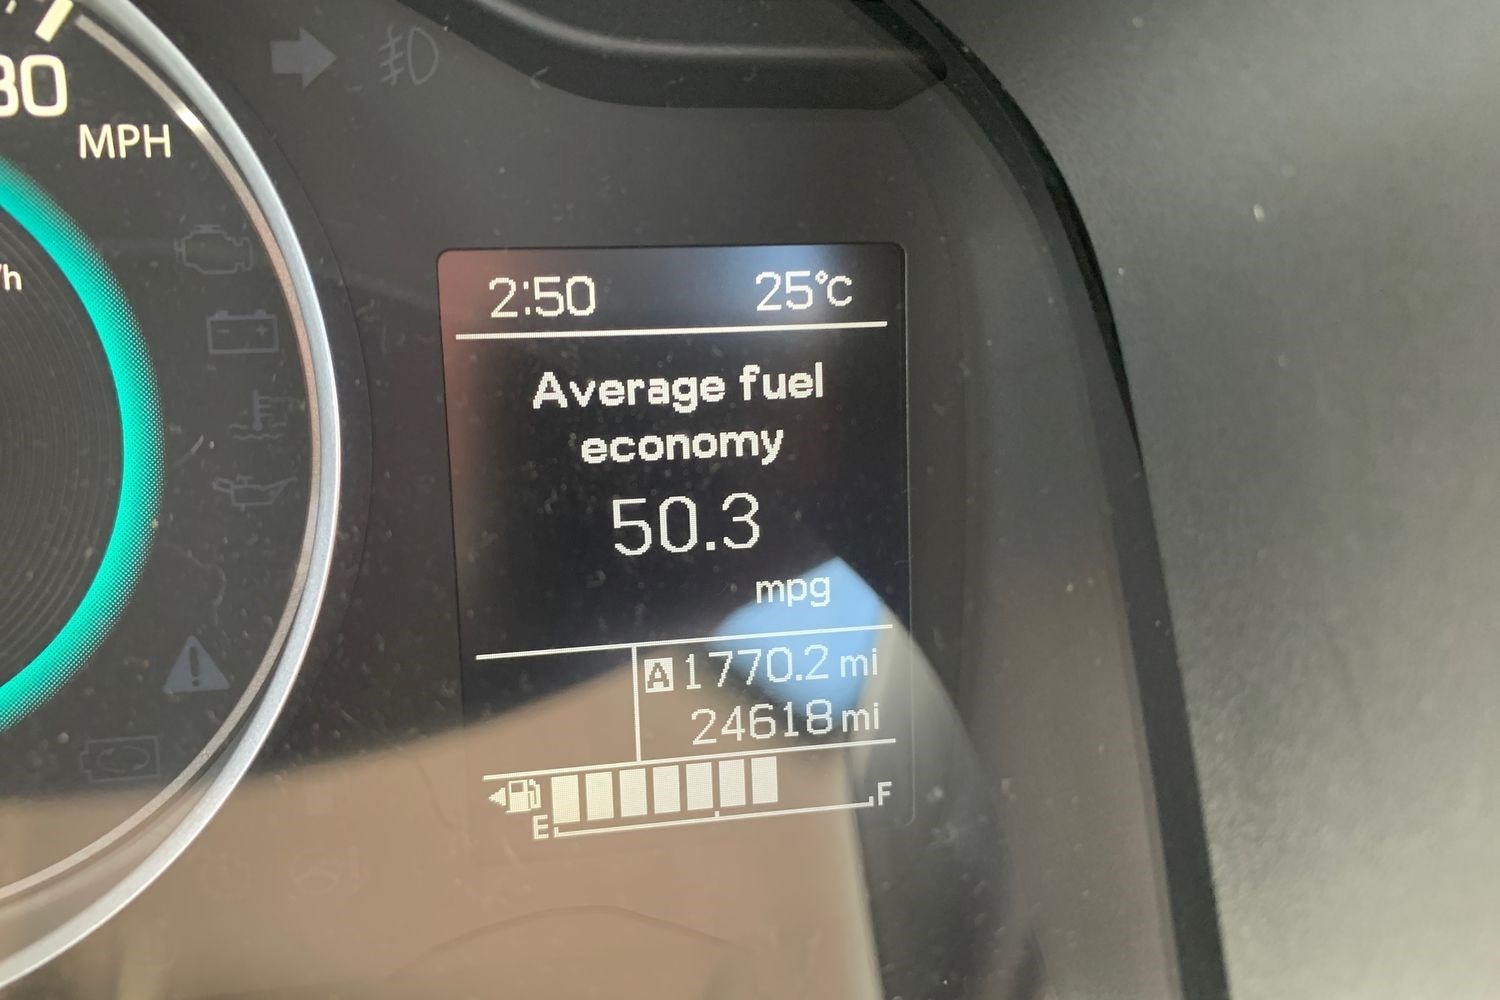 80
MPH
/h
2:50 25°C
Average fuel
economy
50.3
mpg
A 1770.2 mi
24618 mi
E F